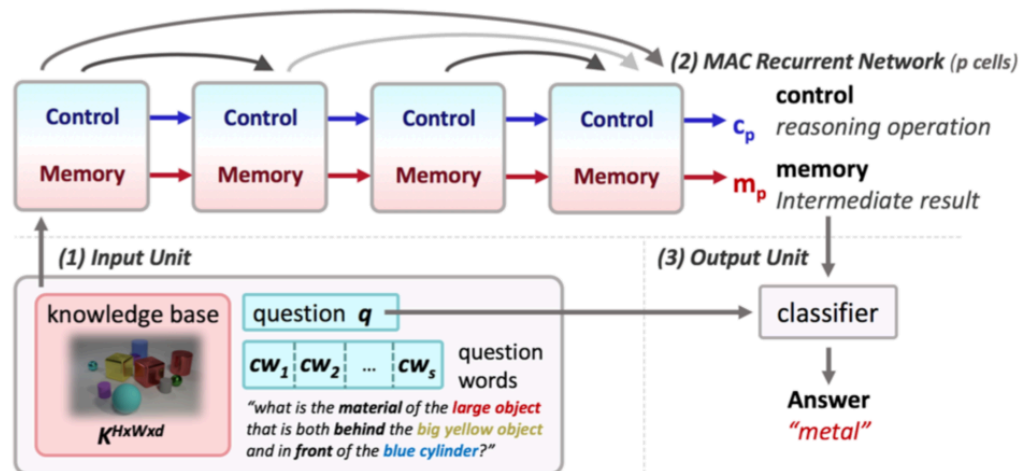 (2) MAC Recurrent Network (p cells)
Control Control Control Control
Memory Memory Memory Memory
cp control
reasoning operation
mp memory
Intermediate result
(1) Input Unit
(3) Output Unit
knowledge base
K^HxWxd
question q
cw1 cw2 ... cws
question
words
"what is the material of the large object
that is both behind the big yellow object
and in front of the blue cylinder?"
classifier
Answer
"metal"